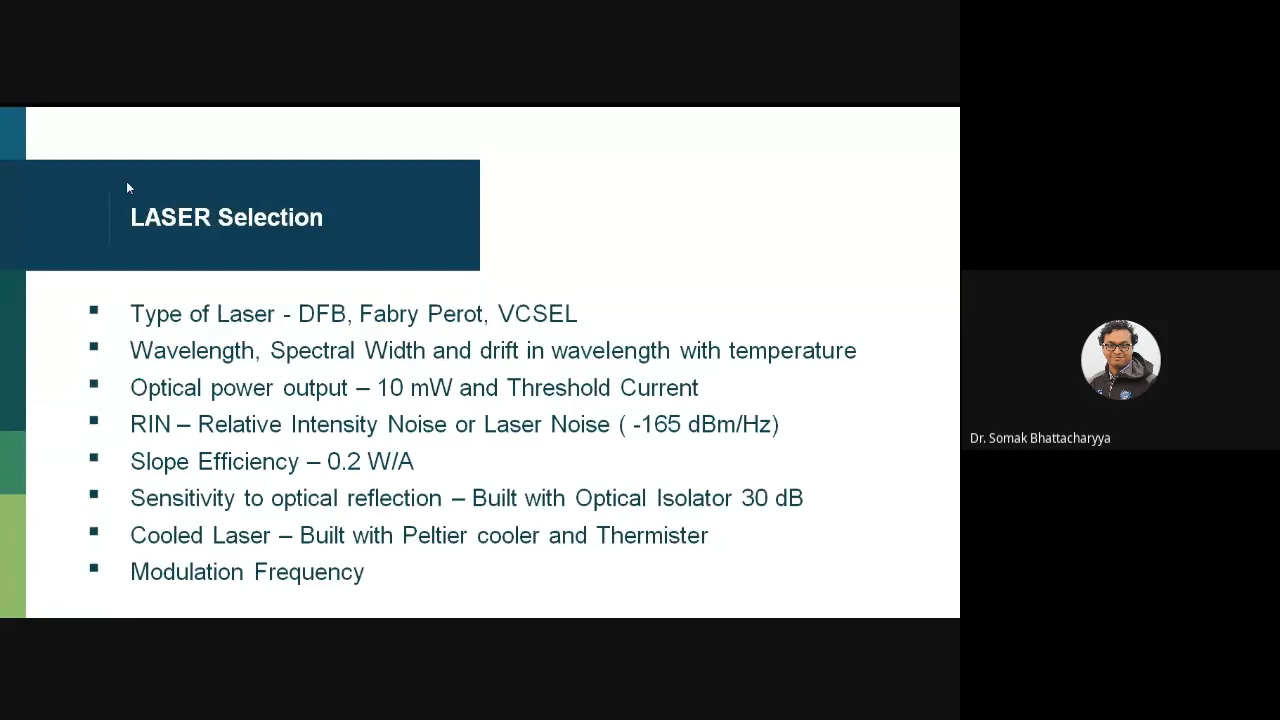 LASER Selection
Type of Laser - DFB, Fabry Perot, VCSEL
Wavelength, Spectral Width and drift in wavelength with temperature
Optical power output – 10 mW and Threshold Current
RIN – Relative Intensity Noise or Laser Noise ( -165 dBm/Hz)
Slope Efficiency – 0.2 W/A
Sensitivity to optical reflection – Built with Optical Isolator 30 dB
Cooled Laser – Built with Peltier cooler and Thermister
Modulation Frequency
Dr. Somak Bhattacharyya